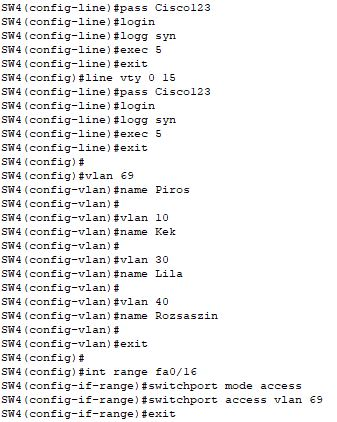 SW4(config-line)#pass Cisco123
SW4(config-line)#login
SW4(config-line)#logg syn
SW4(config-line)#exec 5
SW4(config-line)#exit
SW4(config)#line vty 0 15
SW4(config-line)#pass Cisco123
SW4(config-line)#login
SW4(config-line)#logg syn
SW4(config-line)#exec 5
SW4(config-line)#exit
SW4(config)#
SW4(config)#vlan 69
SW4(config-vlan)#name Piros
SW4(config-vlan)#
SW4(config-vlan)#vlan 10
SW4(config-vlan)#name Kek
SW4(config-vlan)#
SW4(config-vlan)#vlan 30
SW4(config-vlan)#name Lila
SW4(config-vlan)#
SW4(config-vlan)#vlan 40
SW4(config-vlan)#name Rozsaszin
SW4(config-vlan)#
SW4(config-vlan)#exit
SW4(config)#
SW4(config)#int range fa0/16
SW4(config-if-range)#switchport mode access
SW4(config-if-range)#switchport access vlan 69
SW4(config-if-range)#exit